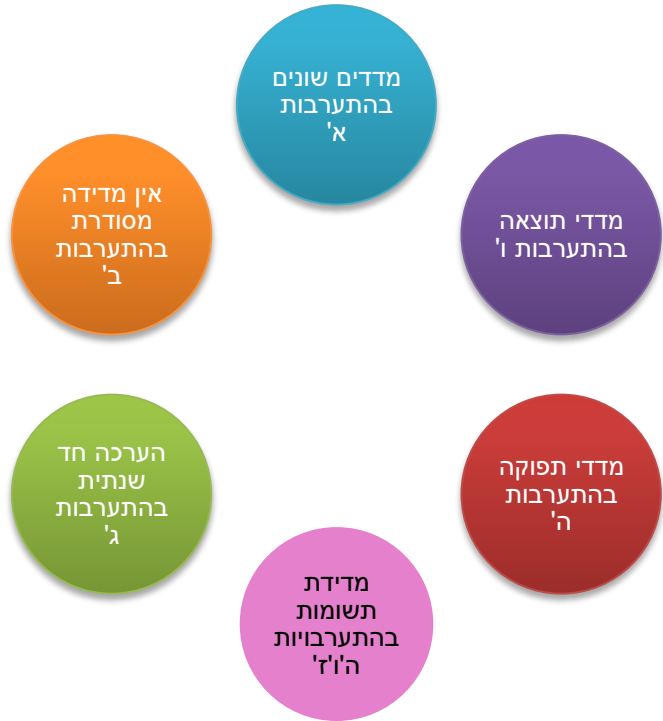 מדדים שונים
בהתערבות
א'
מדדי תוצאה
בהתערבות ו'
מדדי תפוקה
בהתערבות
ה'
מדידת
תשומות
בהתערבויות
ה'ו'ז'
הערכה חד
שנתית
בהתערבות
ג'
אין מדידה
מסודרת
בהתערבות
ב'